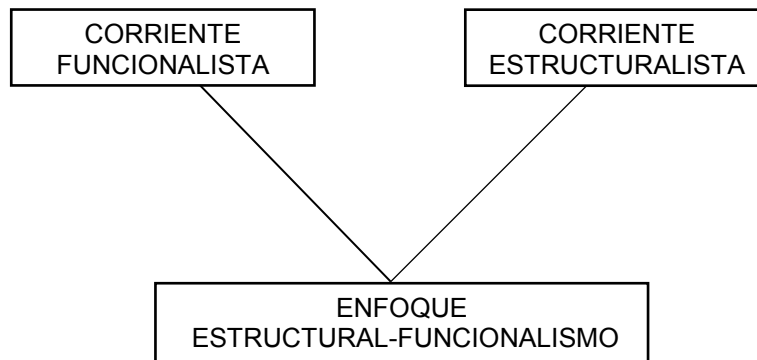 CORRIENTE
FUNCIONALISTA
CORRIENTE
ESTRUCTURALISTA
ENFOQUE
ESTRUCTURAL-FUNCIONALISMO